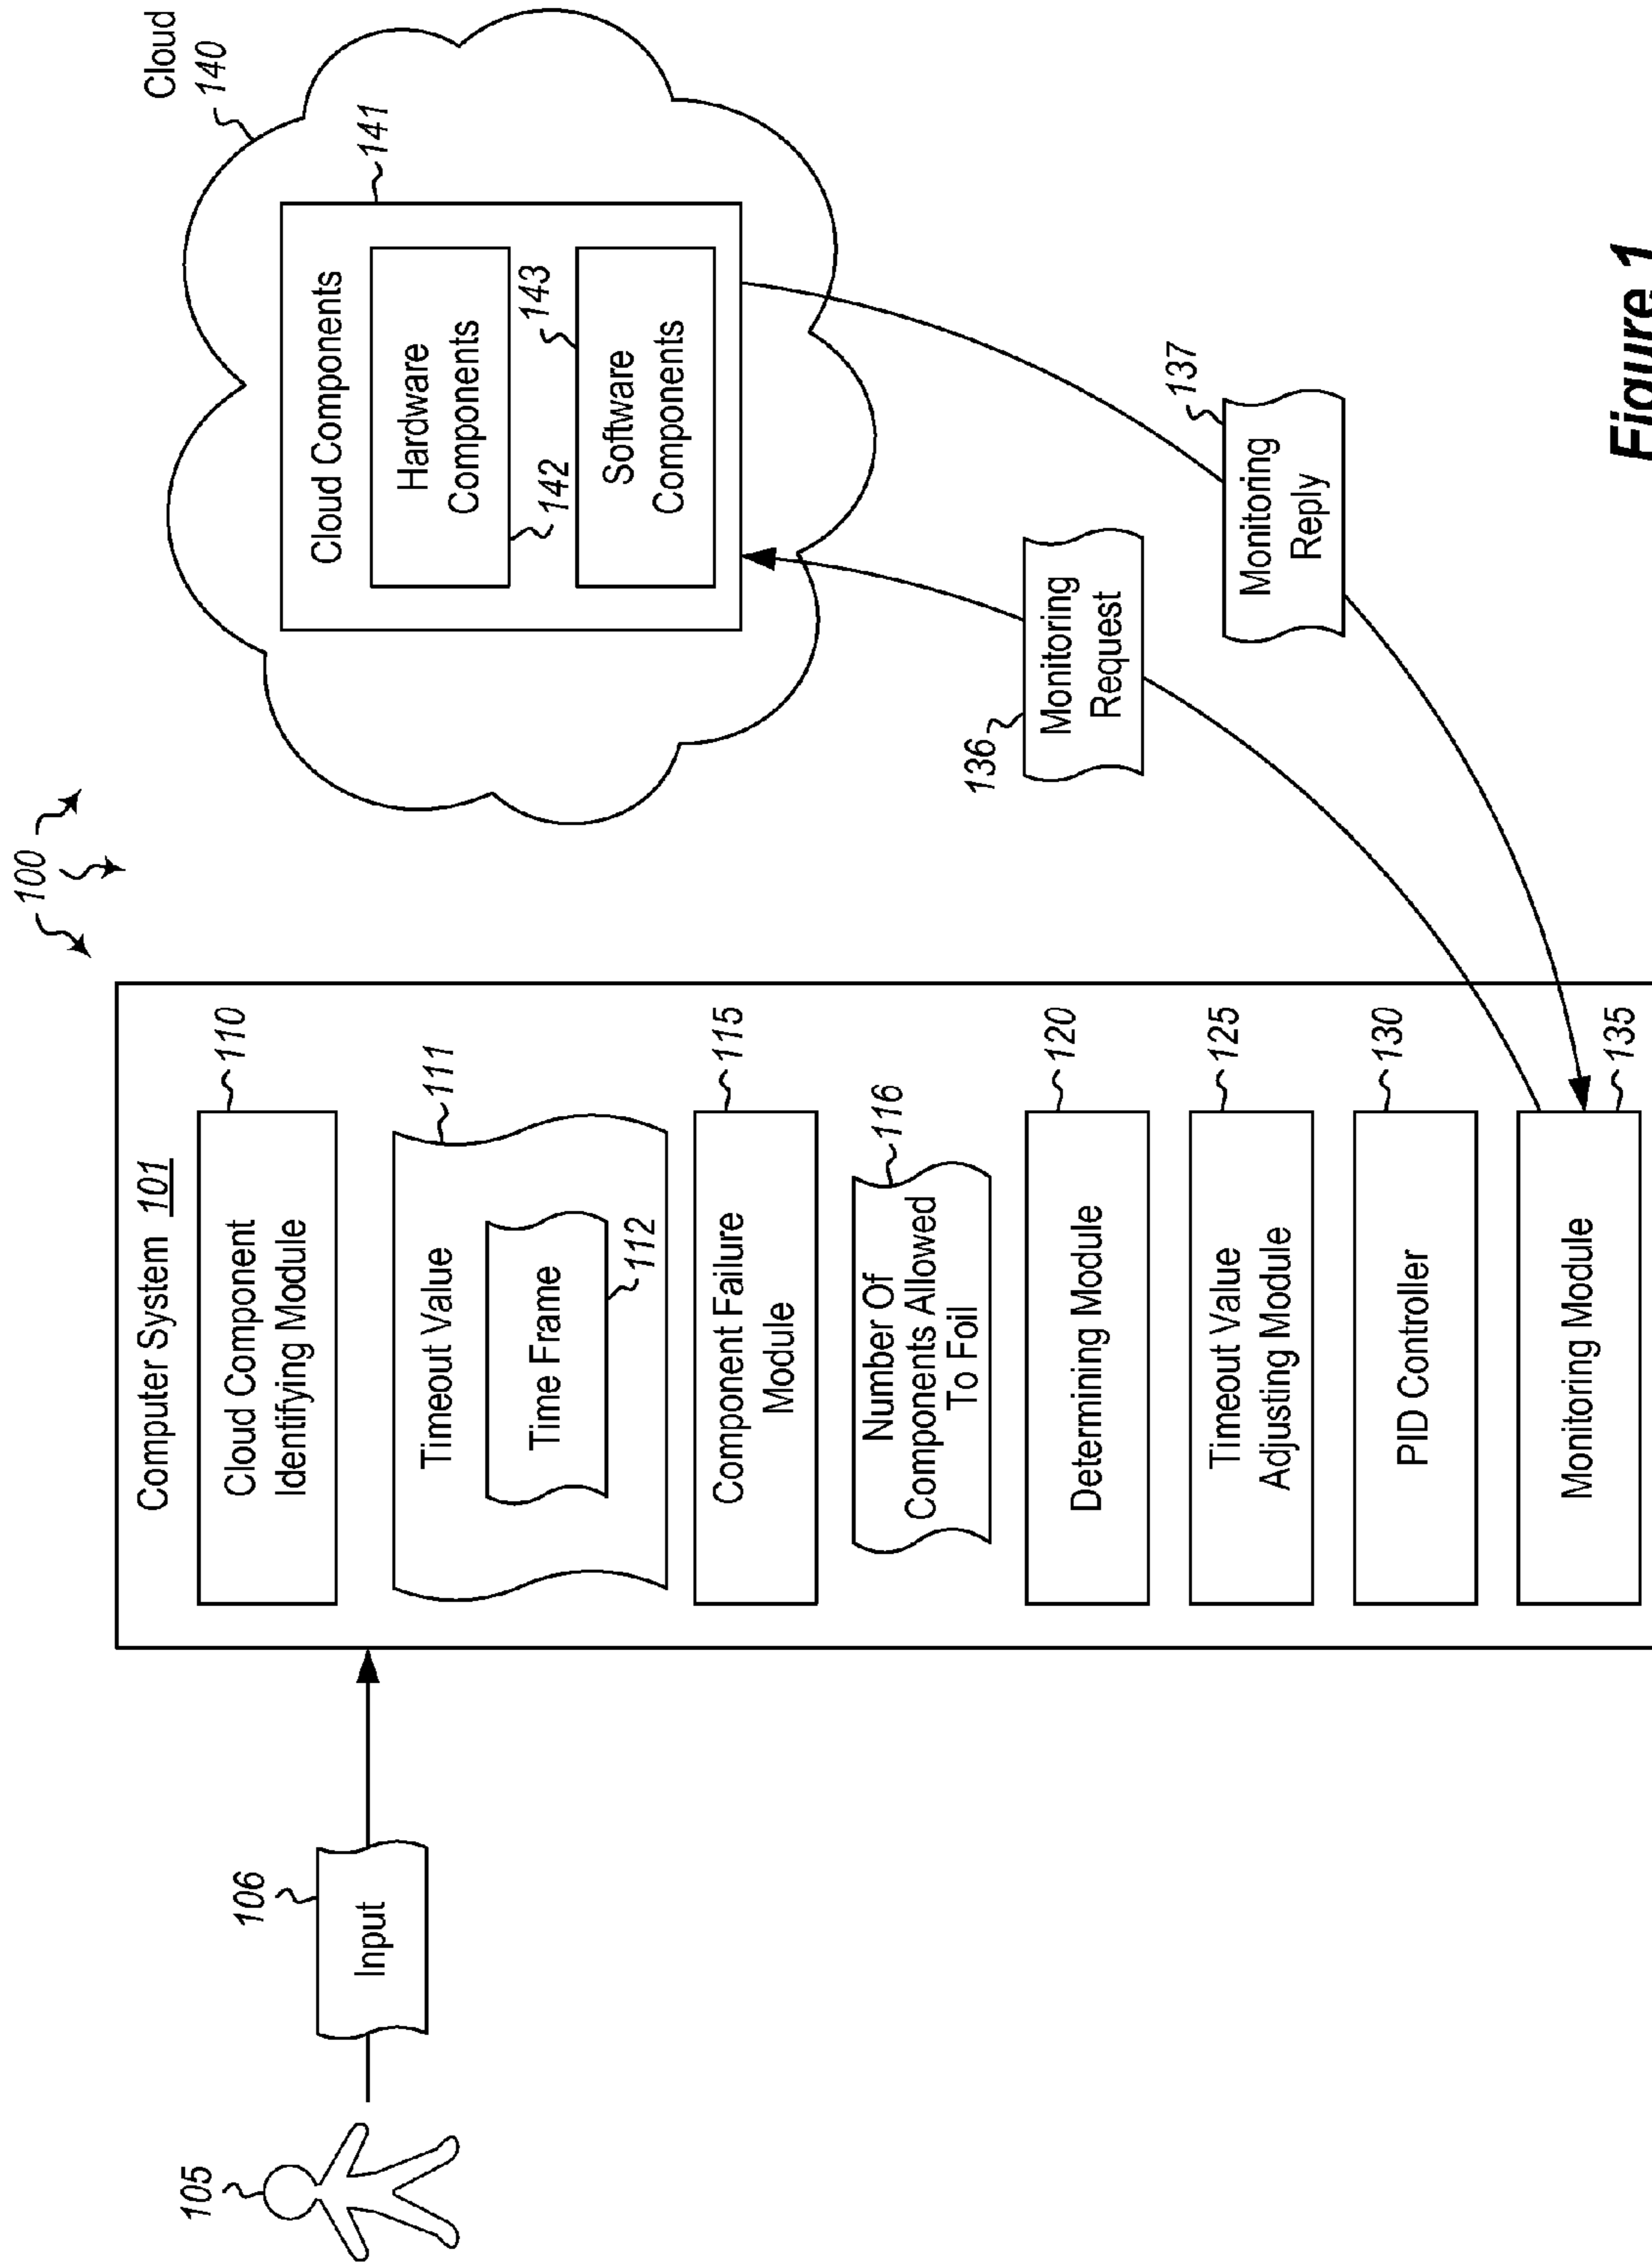 100
105
106
Input
Computer System 101
Cloud Component
Identifying Module
110
Timeout Value
111
Time Frame
112
Component Failure
Module
115
Number Of
Components Allowed
To Foil
116
Determining Module
120
Timeout Value
Adjusting Module
125
PID Controller
130
Monitoring Module
135
Cloud
140
Cloud Components
141
Hardware
Components
142
143
Software
Components
136
Monitoring
Request
137
Monitoring
Reply
Figure 1